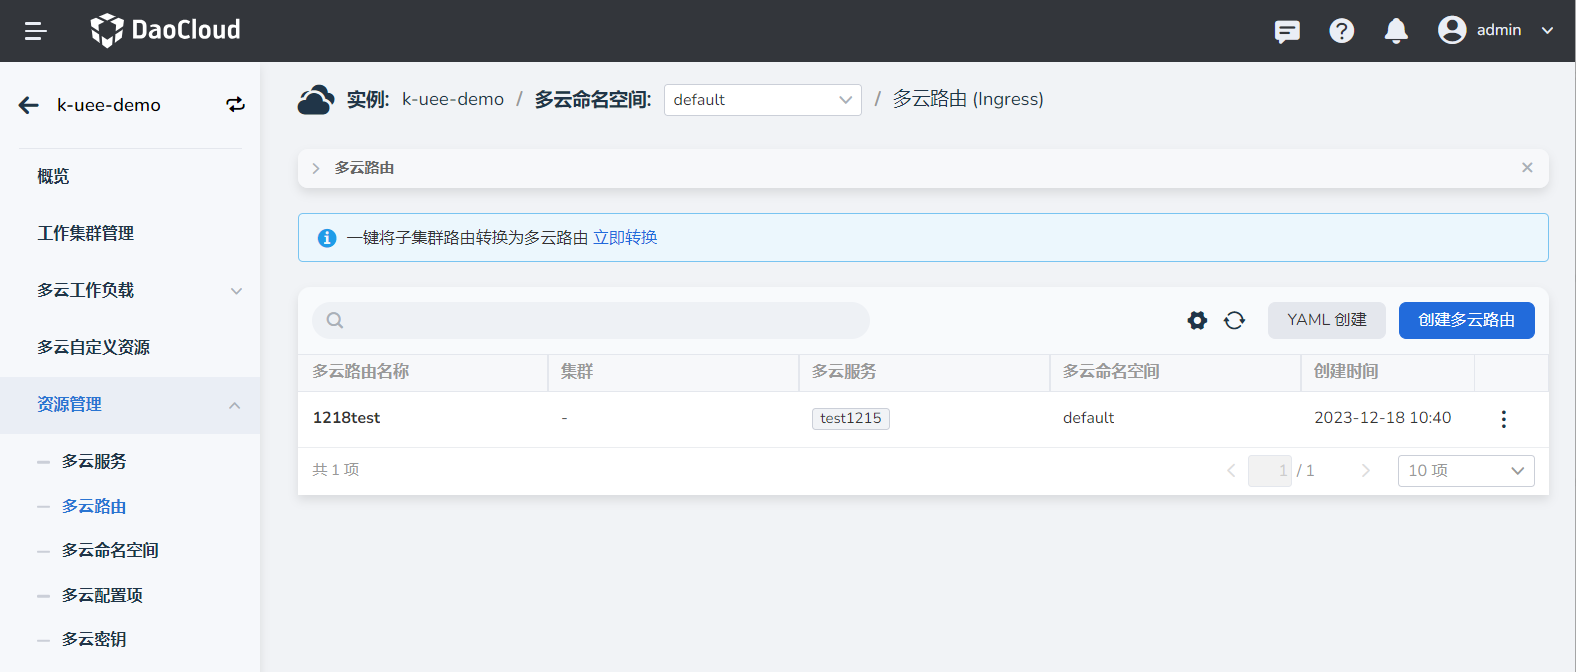 DaoCloud
admin
k-uee-demo
概览
工作集群管理
多云工作负载
多云自定义资源
资源管理
多云服务
多云路由
多云命名空间
多云配置项
多云密钥
实例: k-uee-demo / 多云命名空间: default / 多云路由 (Ingress)
多云路由
一键将子集群路由转换为多云路由 立即转换
YAML 创建 创建多云路由
多云路由名称 集群 多云服务 多云命名空间 创建时间
1218test - test1215 default 2023-12-18 10:40
共 1 项 1 / 1 10 项